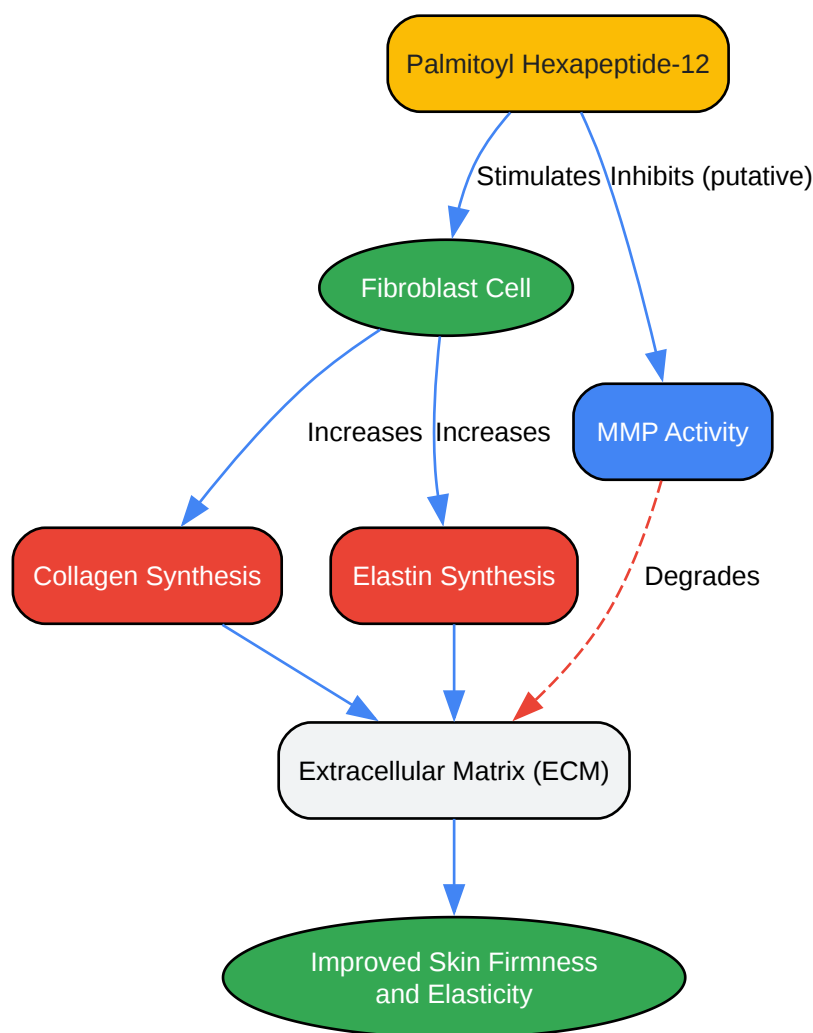 Palmitoyl Hexapeptide-12
Stimulates
Inhibits (putative)
Fibroblast Cell
Increases
Increases
MMP Activity
Collagen Synthesis
Elastin Synthesis
Degrades
Extracellular Matrix (ECM)
Improved Skin Firmness
and Elasticity